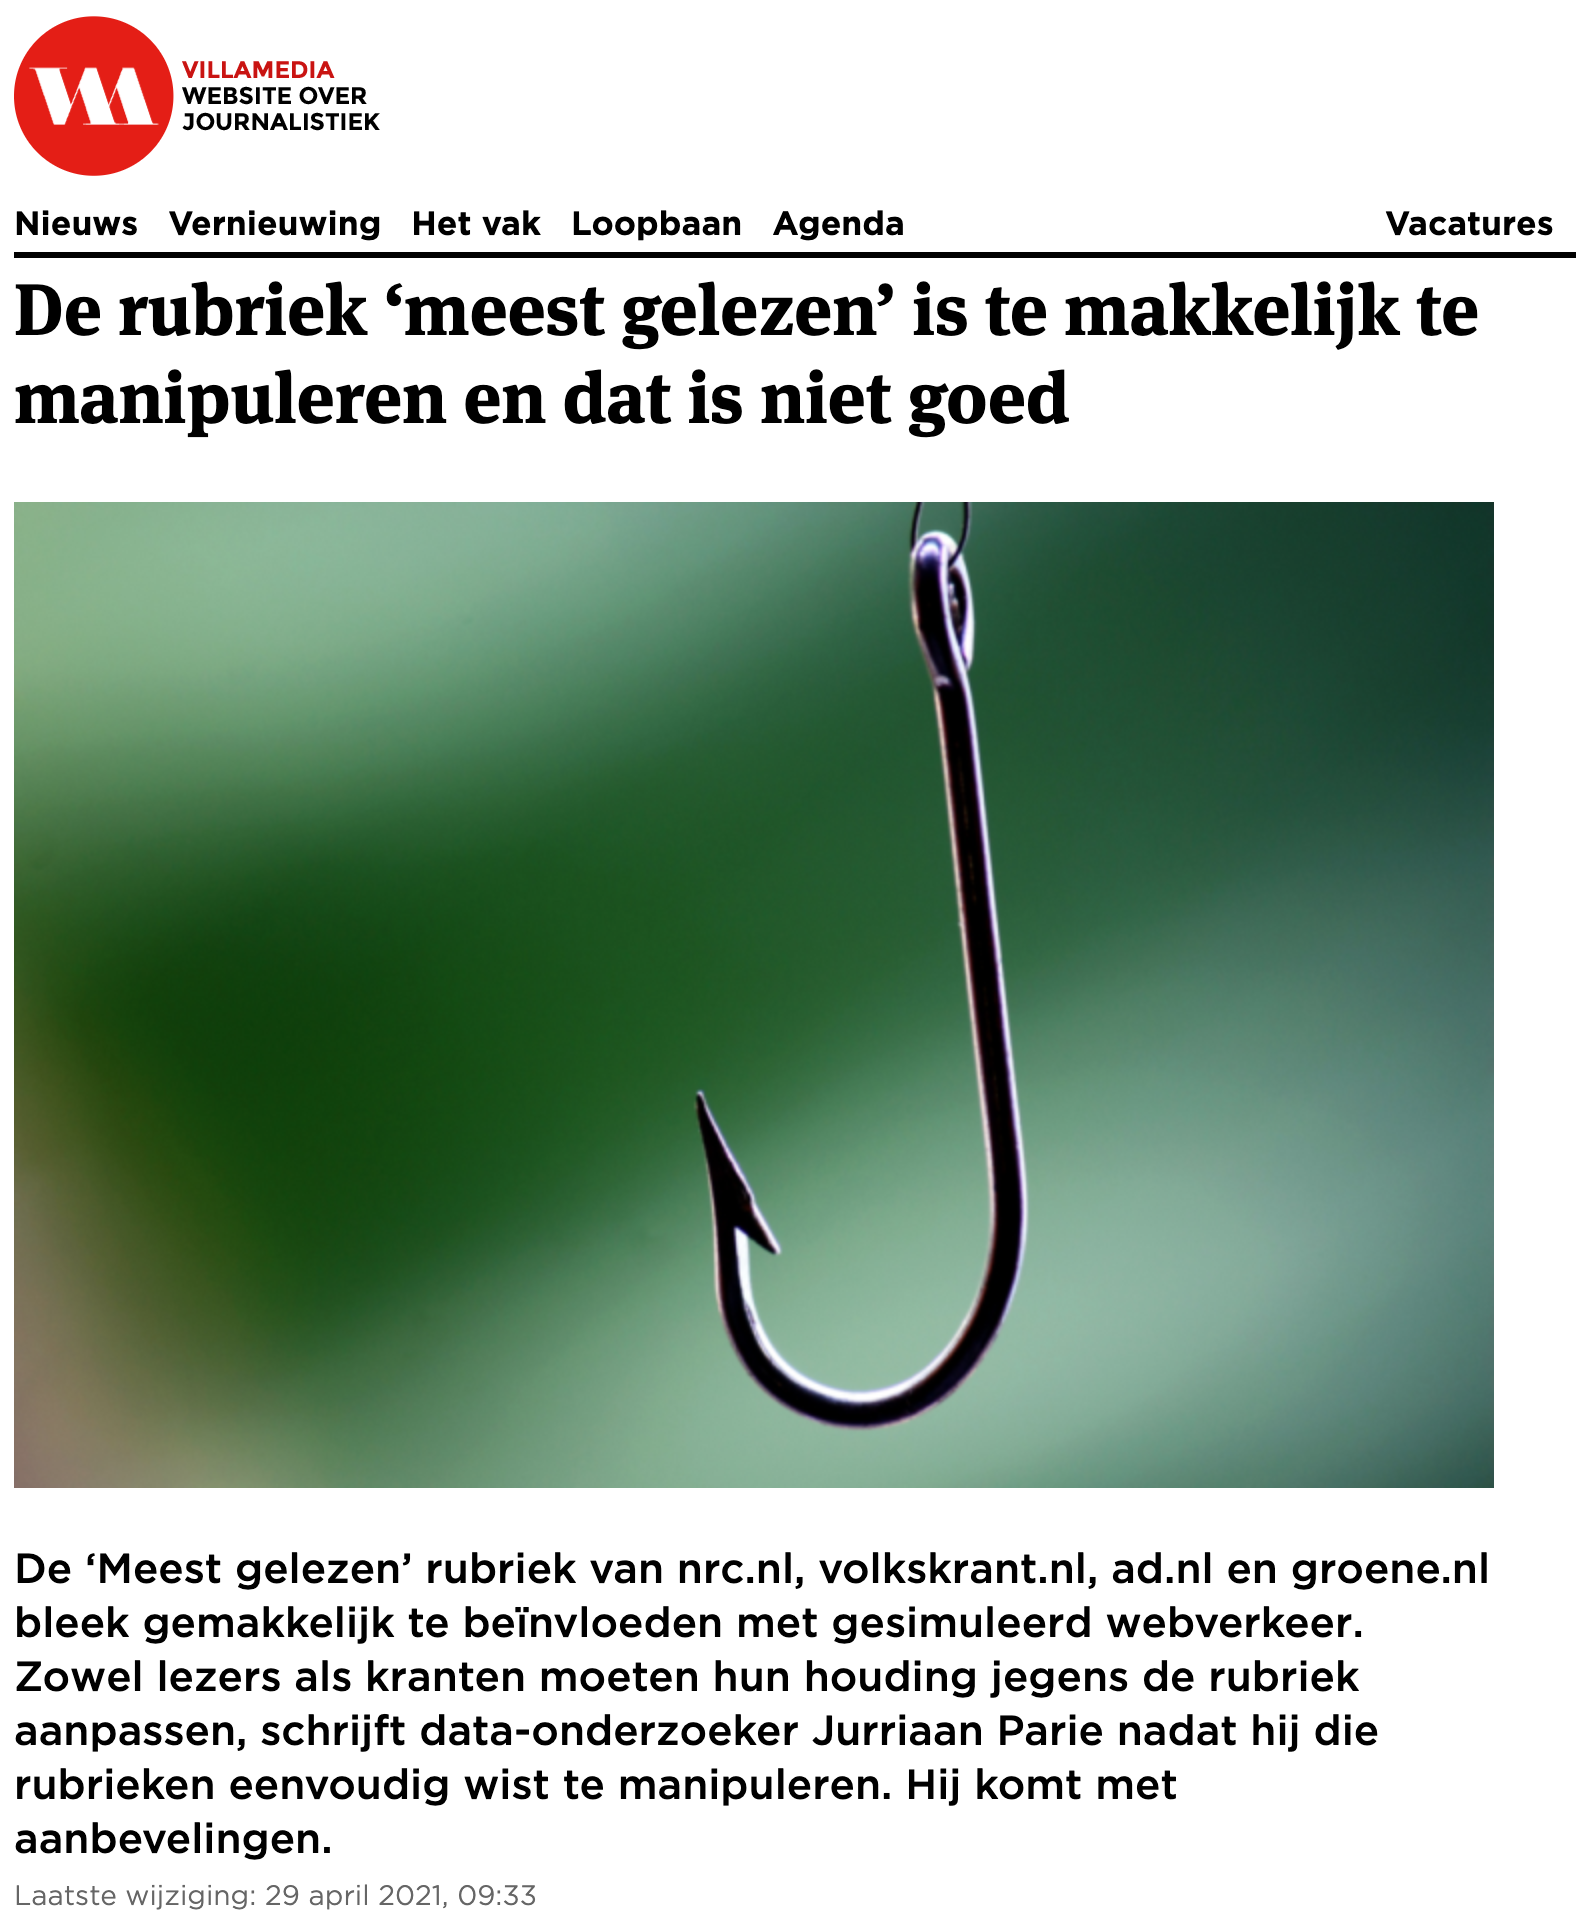 VM
VILLAMEDIA
WEBSITE OVER
JOURNALISTIEK
Nieuws Vernieuwing Het vak Loopbaan Agenda Vacatures
De rubriek ‘meest gelezen’ is te makkelijk te
manipuleren en dat is niet goed
De ‘Meest gelezen’ rubriek van nrc.nl, volkskrant.nl, ad.nl en groene.nl
bleek gemakkelijk te beïnvloeden met gesimuleerd webverkeer.
Zowel lezers als kranten moeten hun houding jegens de rubriek
aanpassen, schrijft data-onderzoeker Jurriaan Parie nadat hij die
rubrieken eenvoudig wist te manipuleren. Hij komt met
aanbevelingen.
Laatste wijziging: 29 april 2021, 09:33